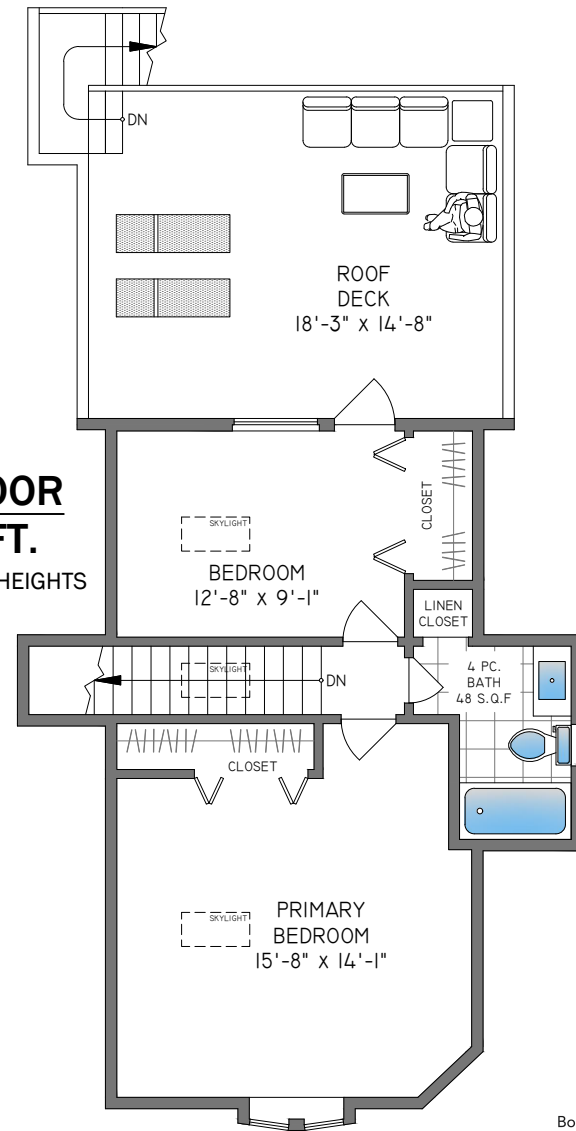 DN
ROOF
DECK
18'-3" X 14'-8"
OOR
FT.
HEIGHTS
SKYLIGHT
CLOSET
BEDROOM
12'-8" X 9'-1"
LINEN
CLOSET
SKYLIGHT
DN
4 PC.
BATH
48 S.Q.F
CLOSET
SKYLIGHT
PRIMARY
BEDROOM
15'-8" X 14'-1"
Bo